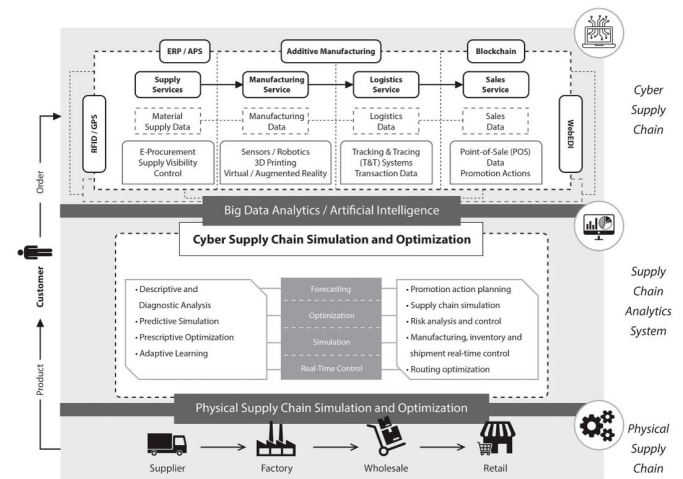 ERP / APS
Additive Manufacturing
Blockchain
Supply
Services
Manufacturing
Service
Logistics
Service
Sales
Service
Cyber
Supply
Chain
RFID / GPS
WebEDI
Material
Supply Data
Manufacturing
Data
Logistics
Data
Sales
Data
E-Procurement
Supply Visibility
Control
Sensors / Robotics
3D Printing
Virtual / Augmented Reality
Tracking & Tracing
(T&T) Systems
Transaction Data
Point-of-Sale (POS)
Data
Promotion Actions
Order
Customer
Product
Big Data Analytics / Artificial Intelligence
Cyber Supply Chain Simulation and Optimization
• Descriptive and
Diagnostic Analysis
• Predictive Simulation
• Prescriptive Optimization
• Adaptive Learning
Forecasting
Optimization
Simulation
Real-Time Control
• Promotion action planning
• Supply chain simulation
• Risk analysis and control
• Manufacturing, inventory and
shipment real-time control
• Routing optimization
Supply
Chain
Analytics
System
Physical Supply Chain Simulation and Optimization
Supplier
Factory
Wholesale
Retail
Physical
Supply
Chain